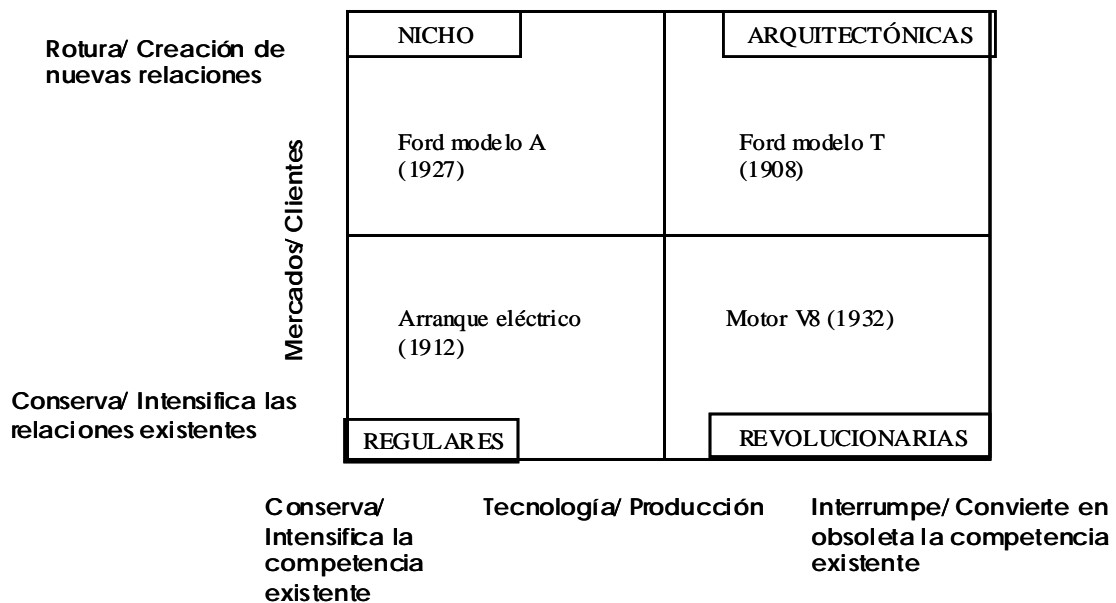 Rotura/ Creación de
nuevas relaciones
NICHO
ARQUITECTÓNICAS
Ford modelo A
(1927)
Ford modelo T
(1908)
Mercados/ Clientes
Arranque eléctrico
(1912)
Motor V8 (1932)
Conserva/ Intensifica las
relaciones existentes
REGULARES
REVOLUCIONARIAS
Conserva/
Intensifica la
competencia
existente
Tecnología/ Producción
Interrumpe/ Convierte en
obsoleta la competencia
existente